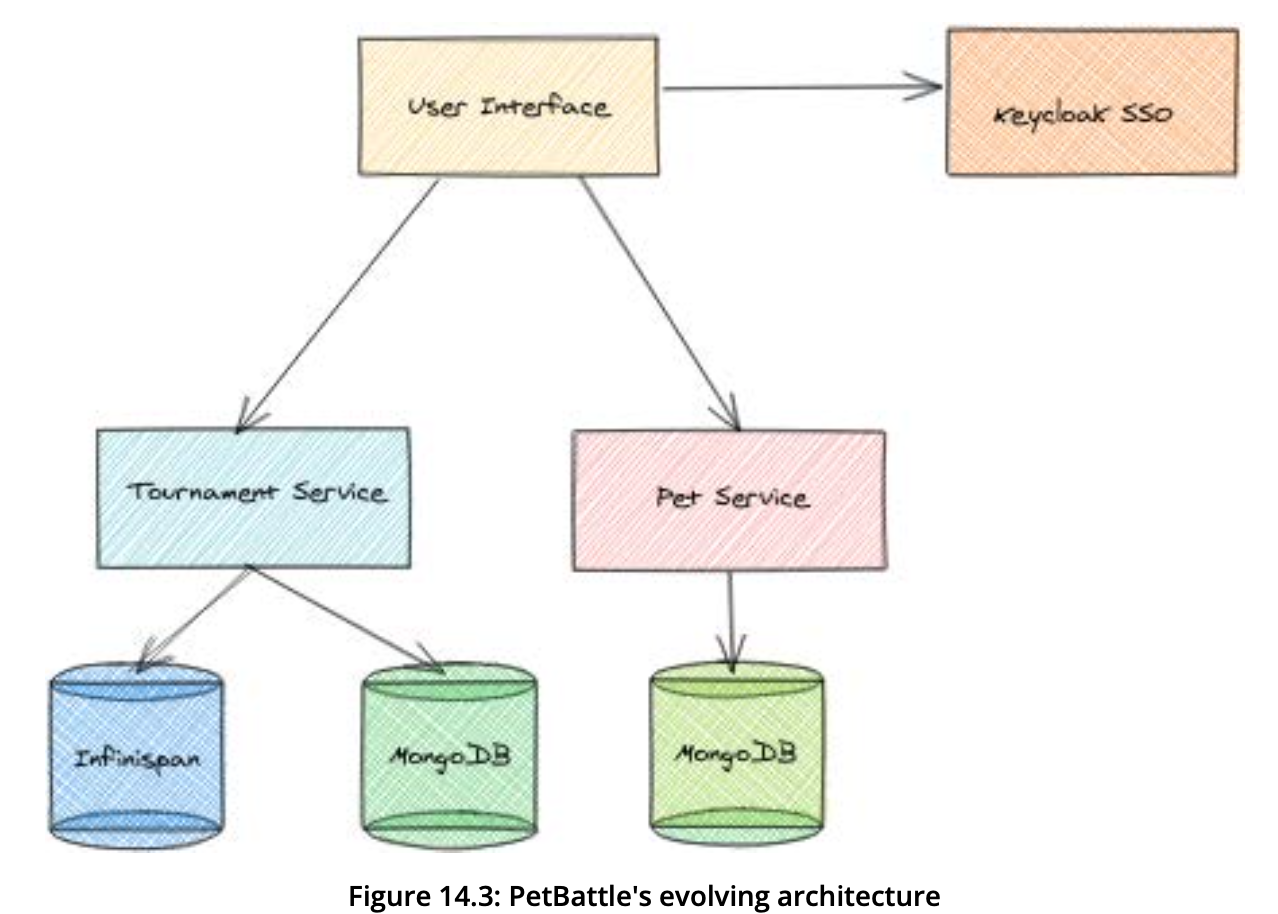 User Interface
Keycloak SSO
Tournament Service
Pet Service
Infinispan
MongoDB
MongoDB
Figure 14.3: PetBattle's evolving architecture